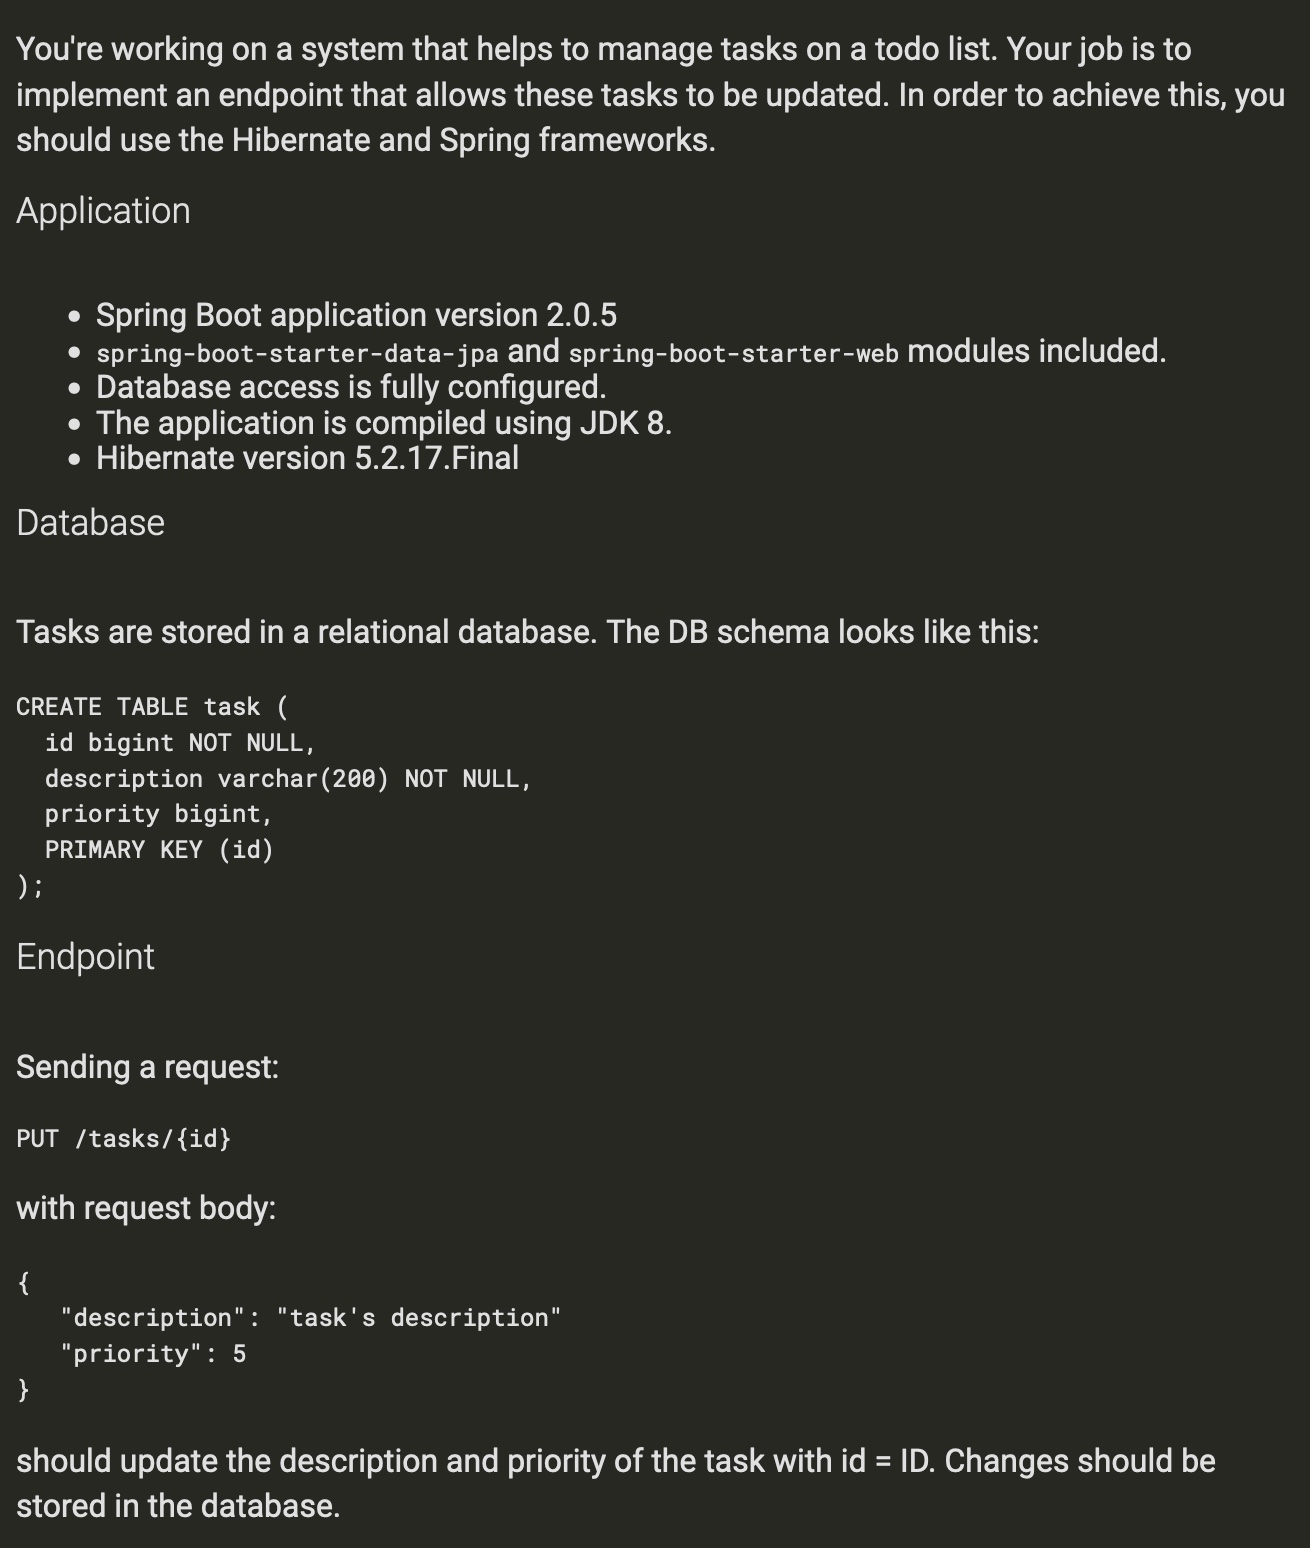 You're working on a system that helps to manage tasks on a todo list. Your job is to
implement an endpoint that allows these tasks to be updated. In order to achieve this, you
should use the Hibernate and Spring frameworks.
Application
• Spring Boot application version 2.0.5
• spring-boot-starter-data-jpa and spring-boot-starter-web modules included.
• Database access is fully configured.
• The application is compiled using JDK 8.
• Hibernate version 5.2.17.Final
Database
Tasks are stored in a relational database. The DB schema looks like this:
CREATE TABLE task (
  id bigint NOT NULL,
  description varchar(200) NOT NULL,
  priority bigint,
  PRIMARY KEY (id)
);
Endpoint
Sending a request:
PUT /tasks/{id}
with request body:
{
   "description": "task's description"
   "priority": 5
}
should update the description and priority of the task with id = ID. Changes should be
stored in the database.